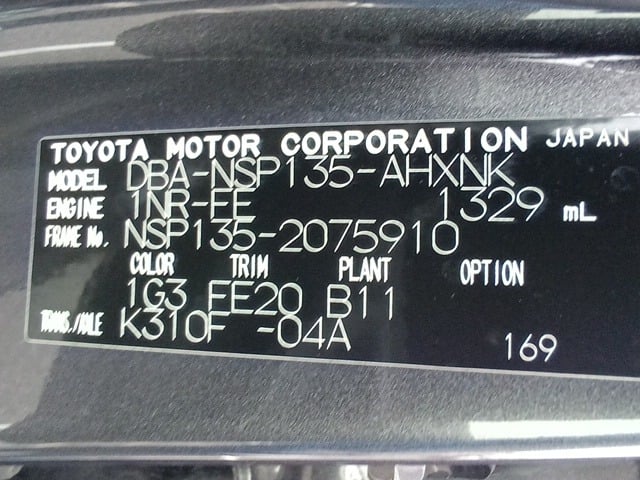 TOYOTA MOTOR CORPORATION JAPAN
MODEL DBA-NSP135-AHXNK
ENGINE 1NR-FE 1329 mL
FRAME No. NSP135-2075910
COLOR TRIM PLANT OPTION
1G3 FE20 B11
TRANS./AXLE K310F -04A
169